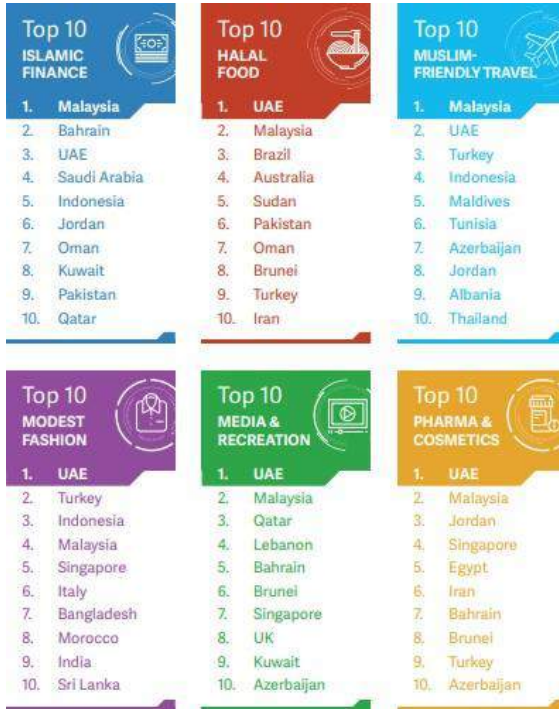 Top 10
ISLAMIC
FINANCE
1. Malaysia
2. Bahrain
3. UAE
4. Saudi Arabia
5. Indonesia
6. Jordan
7. Oman
8. Kuwait
9. Pakistan
10. Qatar
Top 10
HALAL
FOOD
1. UAE
2. Malaysia
3. Brazil
4. Australia
5. Sudan
6. Pakistan
7. Oman
8. Brunei
9. Turkey
10. Iran
Top 10
MUSLIM-
FRIENDLY TRAVEL
1. Malaysia
2. UAE
3. Turkey
4. Indonesia
5. Maldives
6. Tunisia
7. Azerbaijan
8. Jordan
9. Albania
10. Thailand
Top 10
MODEST
FASHION
1. UAE
2. Turkey
3. Indonesia
4. Malaysia
5. Singapore
6. Italy
7. Bangladesh
8. Morocco
9. India
10. Sri Lanka
Top 10
MEDIA &
RECREATION
1. UAE
2. Malaysia
3. Qatar
4. Lebanon
5. Bahrain
6. Brunei
7. Singapore
8. UK
9. Kuwait
10. Azerbaijan
Top 10
PHARMA &
COSMETICS
1. UAE
2. Malaysia
3. Jordan
4. Singapore
5. Egypt
6. Iran
7. Bahrain
8. Brunei
9. Turkey
10. Azerbaijan